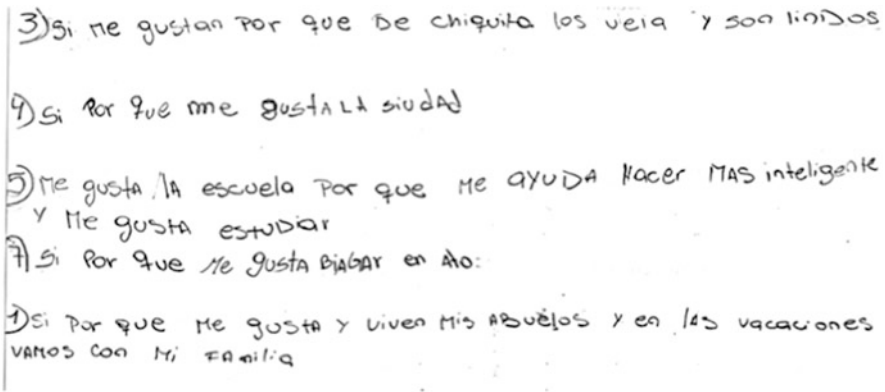 3) Si me gustan por que De chiquita los veia y son liniDos
4) Si Por que me gustA LA siudAd
5) Me gusta lA escuela Por que Me ayuDA Hacer MAS inteligente
y Me gustA estuDiar
7) Si Por que Me gustA BiAGAr en
1) Si Por que Me gustA y viven Mis ABuelos y en las vacaciones
VAMOS con Mi FAmilia